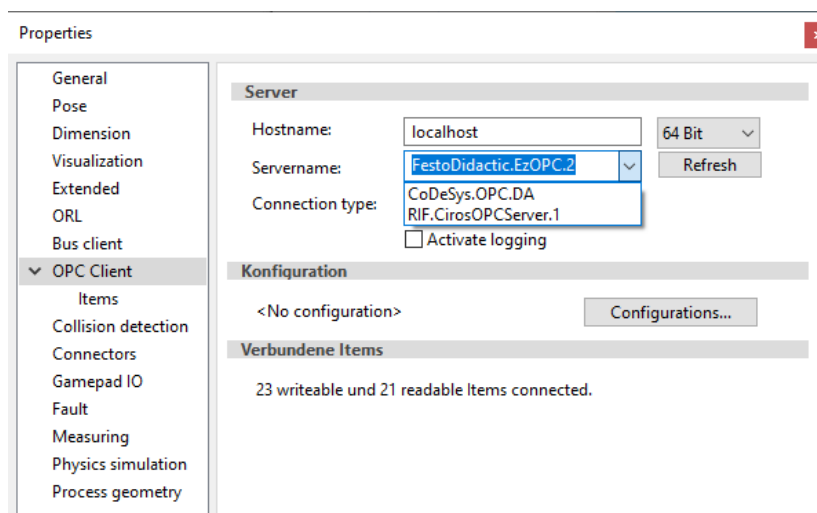 Properties
General
Pose
Dimension
Visualization
Extended
ORL
Bus client
OPC Client
Items
Collision detection
Connectors
Gamepad IO
Fault
Measuring
Physics simulation
Process geometry
Server
Hostname: localhost 64 Bit
Servername: FestoDidactic.EzOPC.2 Refresh
CoDeSys.OPC.DA
Connection type: RIF.CirosOPCServer.1
Activate logging
Konfiguration
<No configuration> Configurations...
Verbundene Items
23 writeable und 21 readable Items connected.